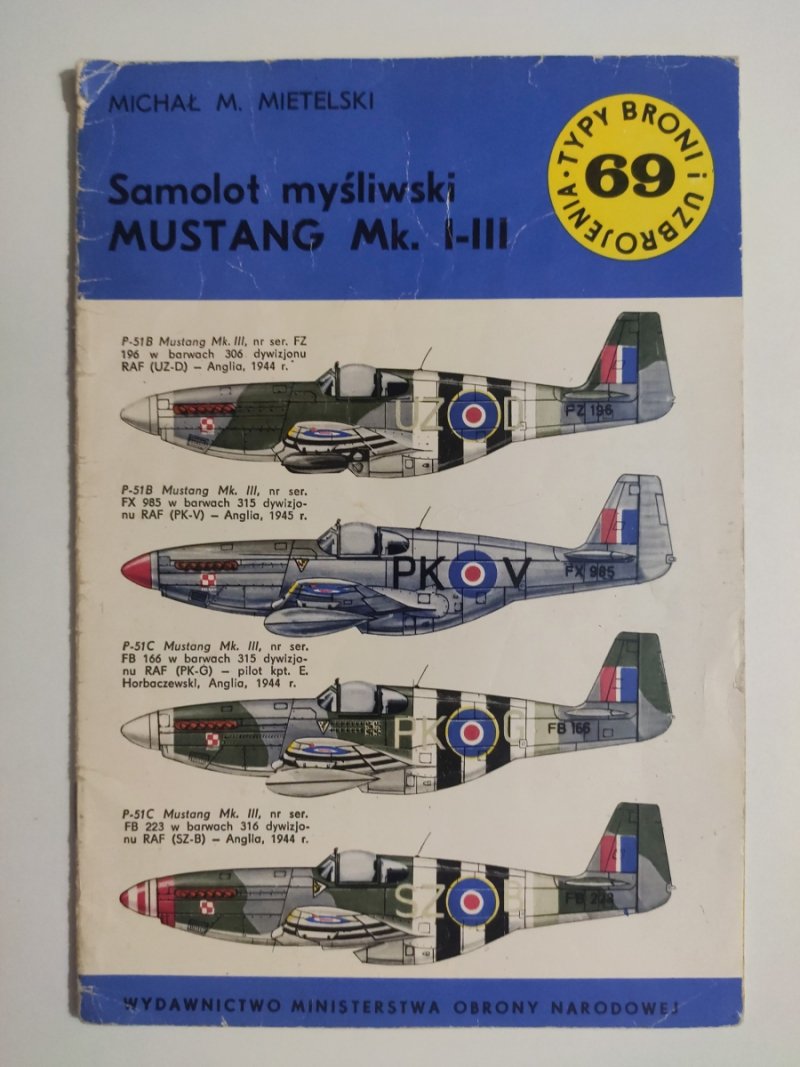 MICHAŁ M. MIETELSKI
TYPY BRONI i UZBROJENIA •
69
Samolot myśliwski
MUSTANG Mk. I-III
P-51B Mustang Mk. III, nr ser. FZ
196 w barwach 306 dywizjonu
RAF (UZ-D) — Anglia, 1944 r.
UZ D
FZ 196
P-51B Mustang Mk. III, nr ser.
FX 985 w barwach 315 dywizjo-
nu RAF (PK-V) — Anglia, 1945 r.
PK V
FX 985
P-51C Mustang Mk. III, nr ser.
FB 166 w barwach 315 dywizjo-
nu RAF (PK-G) — pilot kpt. E.
Horbaczewski, Anglia, 1944 r.
PK G
FB 166
P-51C Mustang Mk. III, nr ser.
FB 223 w barwach 316 dywizjo-
nu RAF (SZ-B) — Anglia, 1944 r.
SZ B
FB 223
WYDAWNICTWO MINISTERSTWA OBRONY NARODOWEJ